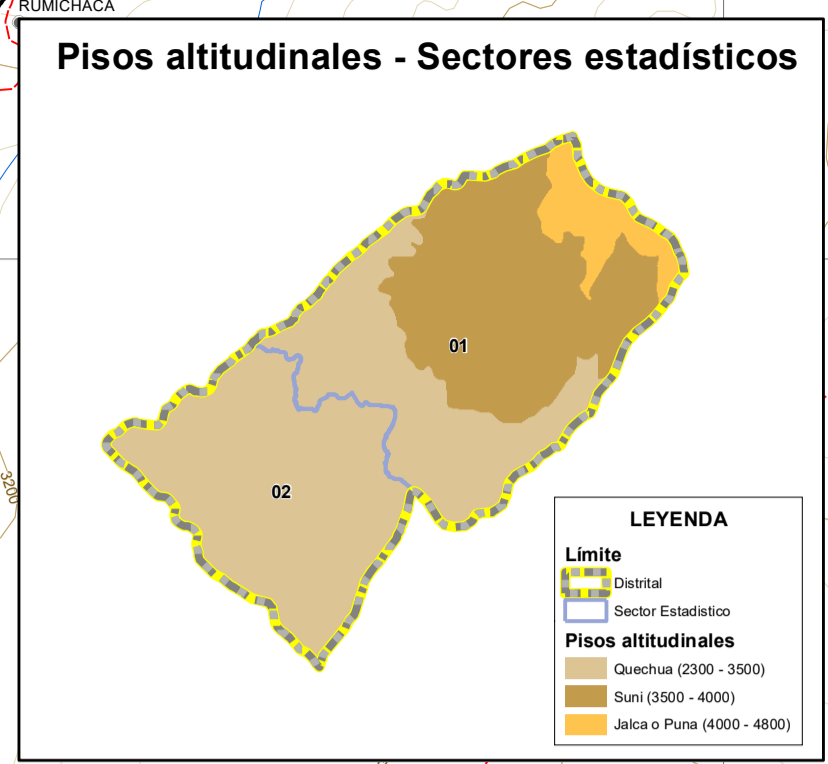 RUMICHACA
Pisos altitudinales - Sectores estadísticos
01
02
3200
LEYENDA
Límite
Distrital
Sector Estadistico
Pisos altitudinales
Quechua (2300 - 3500)
Suni (3500 - 4000)
Jalca o Puna (4000 - 4800)